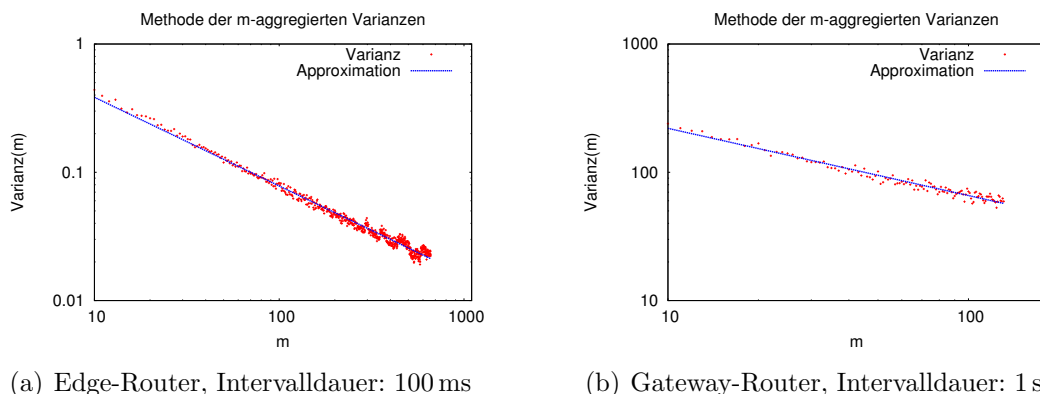 Methode der m-aggregierten Varianzen
Varianz
Approximation
1
0.1
0.01
Varianz(m)
10
100
1000
m
(a) Edge-Router, Intervalldauer: 100 ms
Methode der m-aggregierten Varianzen
Varianz
Approximation
1000
100
10
Varianz(m)
10
100
m
(b) Gateway-Router, Intervalldauer: 1 s